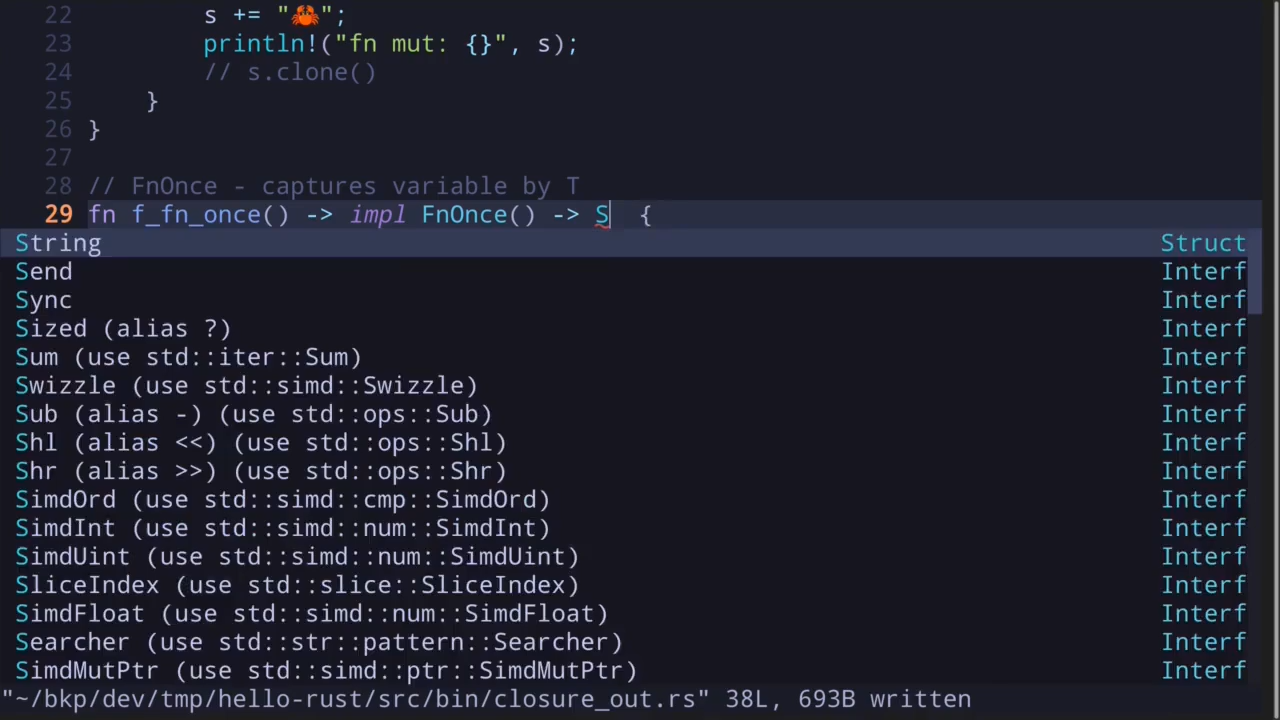 22 s += "🦀";
23 println!("fn mut: {}", s);
24 // s.clone()
25 }
26 }
27
28 // FnOnce - captures variable by T
29 fn f_fn_once() -> impl FnOnce() -> S {
String Struct
Send Interf
Sync Interf
Sized (alias ?) Interf
Sum (use std::iter::Sum) Interf
Swizzle (use std::simd::Swizzle) Interf
Sub (alias -) (use std::ops::Sub) Interf
Shl (alias <<) (use std::ops::Shl) Interf
Shr (alias >>) (use std::ops::Shr) Interf
SimdOrd (use std::simd::cmp::SimdOrd) Interf
SimdInt (use std::simd::num::SimdInt) Interf
SimdUint (use std::simd::num::SimdUint) Interf
SliceIndex (use std::slice::SliceIndex) Interf
SimdFloat (use std::simd::num::SimdFloat) Interf
Searcher (use std::str::pattern::Searcher) Interf
SimdMutPtr (use std::simd::ptr::SimdMutPtr) Interf
"~/bkp/dev/tmp/hello-rust/src/bin/closure_out.rs" 38L, 693B written